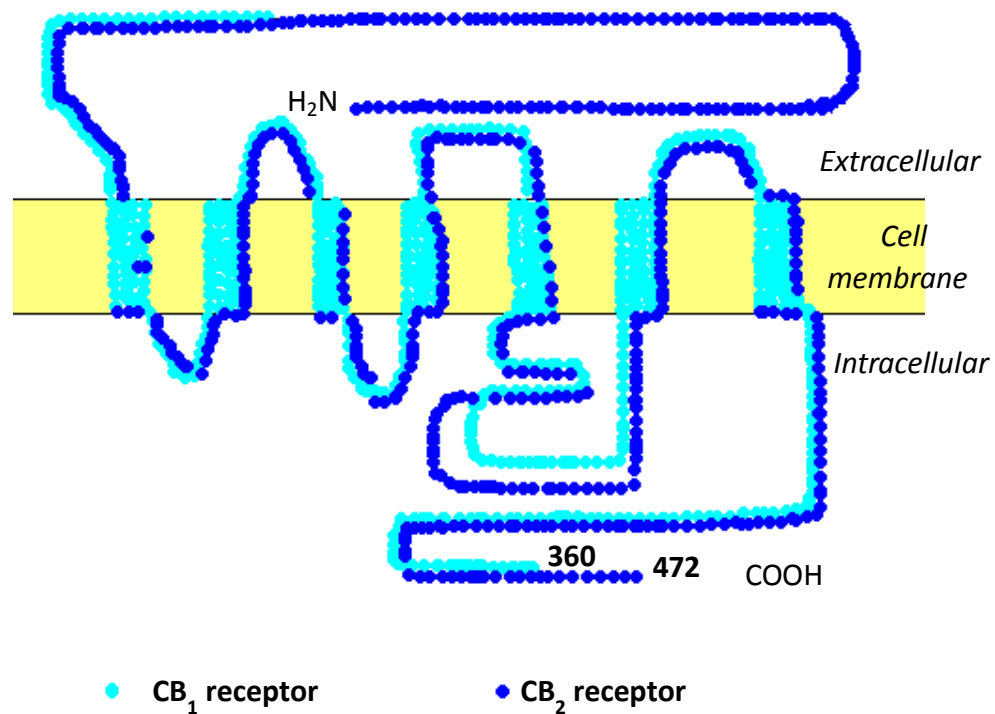 H₂N
Extracellular
Cell
membrane
Intracellular
360
472
COOH
CB₁ receptor
CB₂ receptor